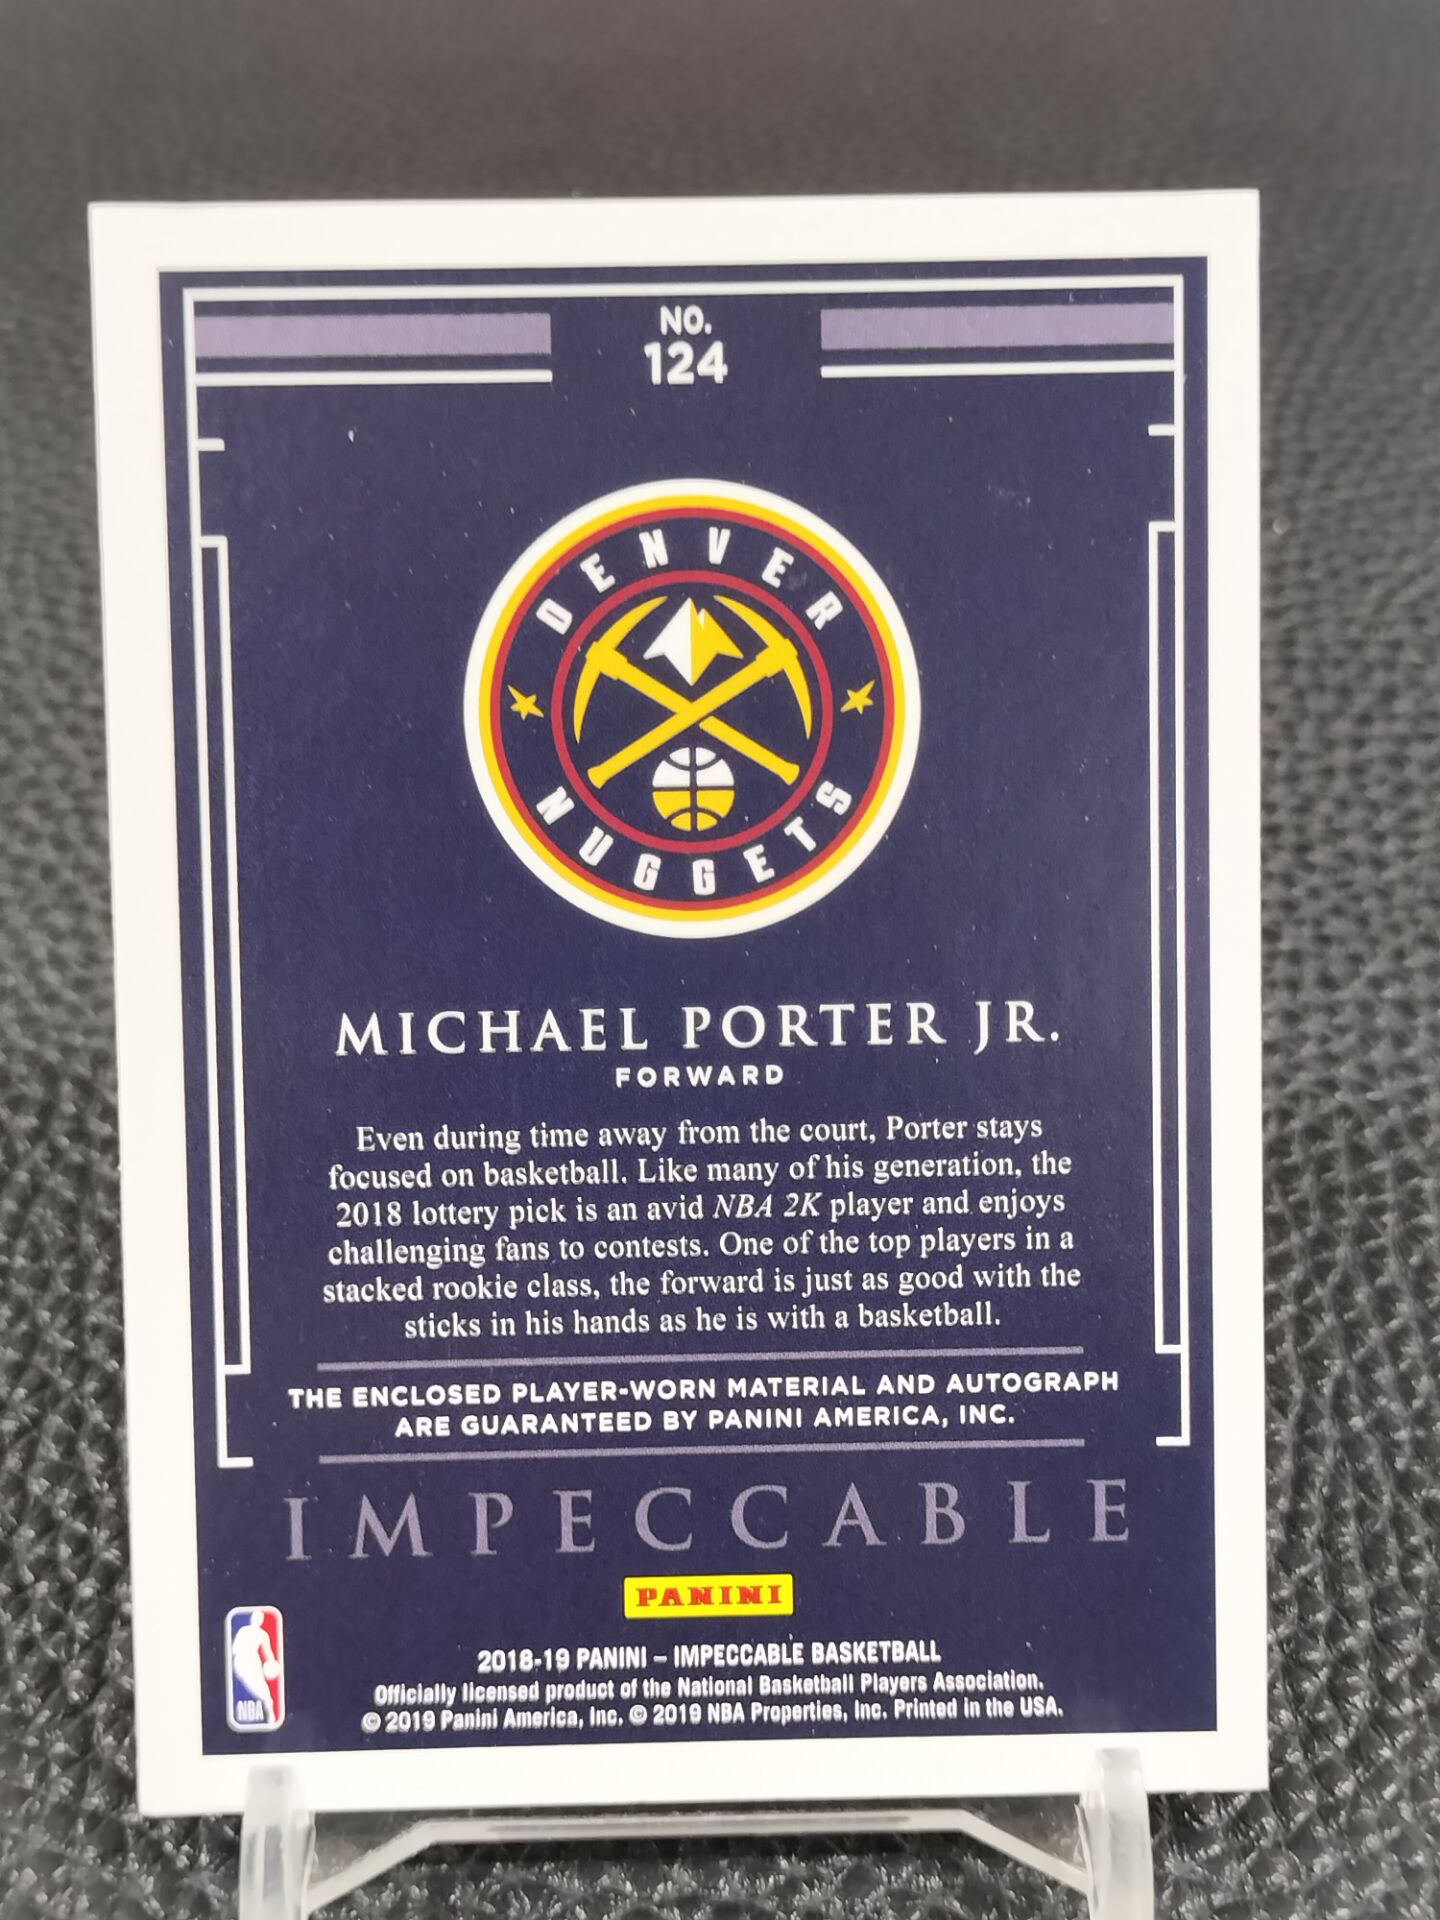 NO.
124
DENVER
NUGGETS
MICHAEL PORTER JR.
FORWARD
Even during time away from the court, Porter stays
focused on basketball. Like many of his generation, the
2018 lottery pick is an avid NBA 2K player and enjoys
challenging fans to contests. One of the top players in a
stacked rookie class, the forward is just as good with the
sticks in his hands as he is with a basketball.
THE ENCLOSED PLAYER-WORN MATERIAL AND AUTOGRAPH
ARE GUARANTEED BY PANINI AMERICA, INC.
IMPECCABLE
PANINI
NBA
2018-19 PANINI – IMPECCABLE BASKETBALL
Officially licensed product of the National Basketball Players Association.
© 2019 Panini America, Inc. © 2019 NBA Properties, Inc. Printed in the USA.